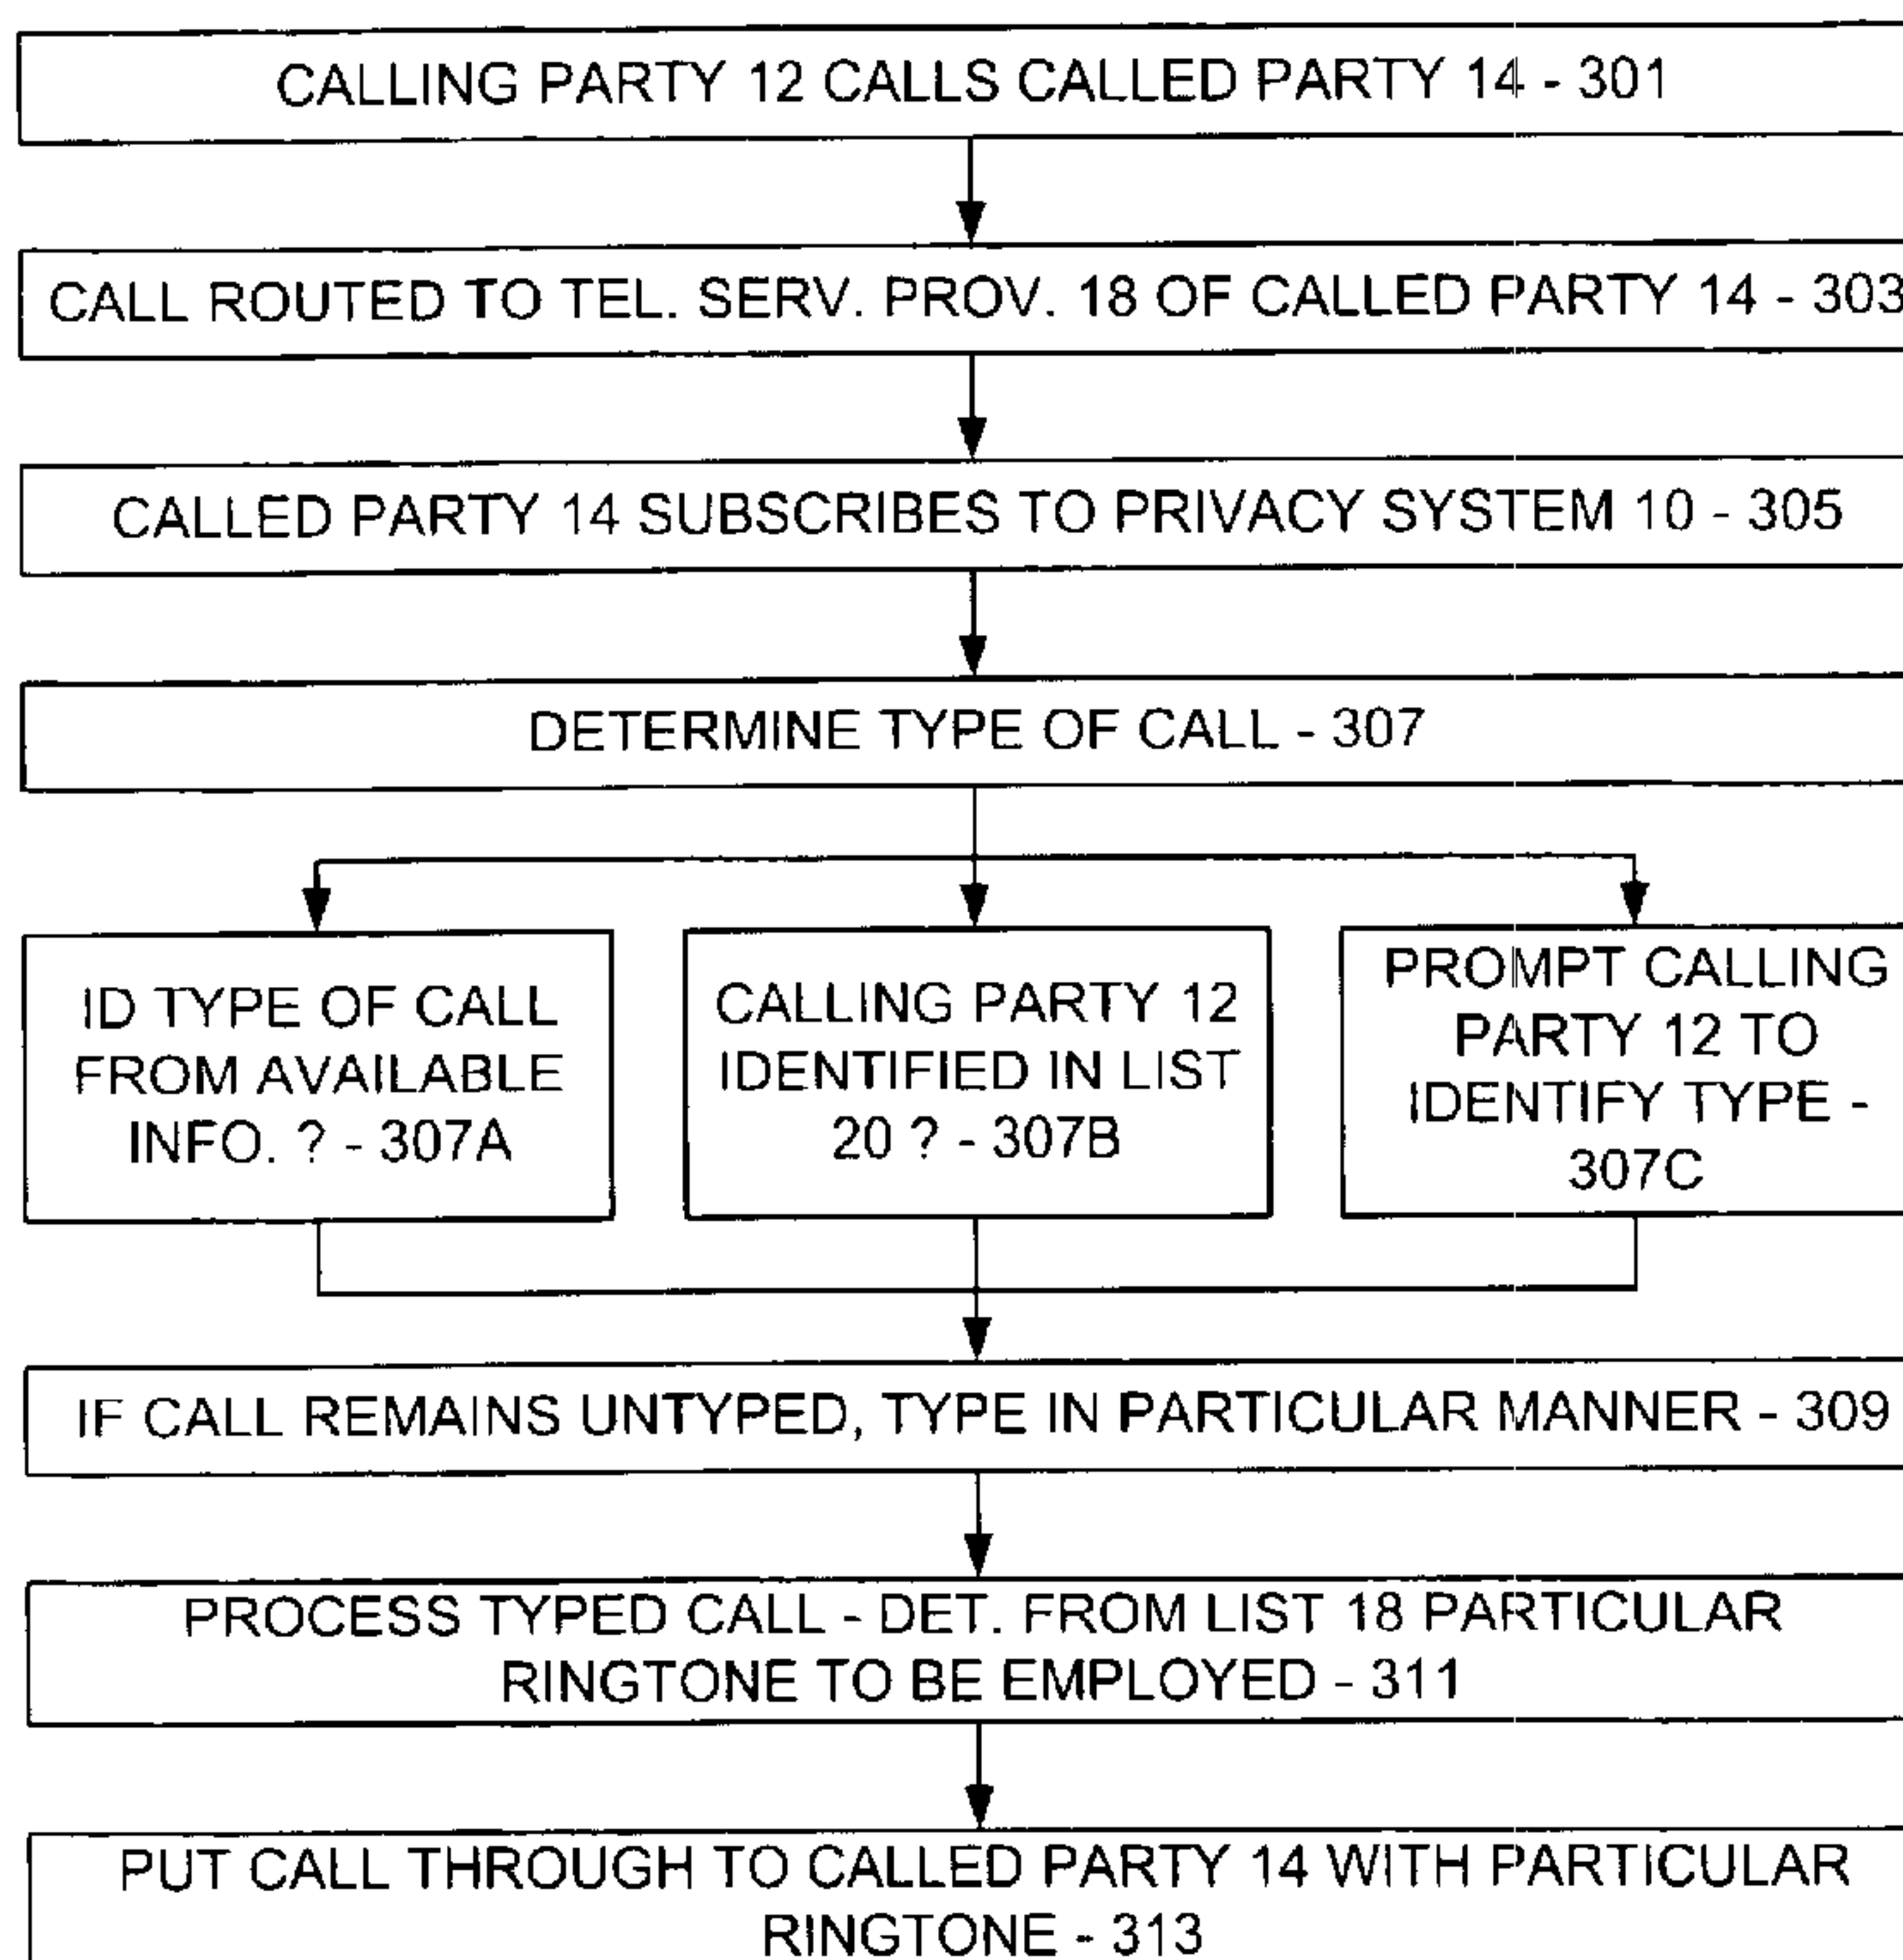 CALLING PARTY 12 CALLS CALLED PARTY 14 - 301
CALL ROUTED TO TEL. SERV. PROV. 18 OF CALLED PARTY 14 - 303
CALLED PARTY 14 SUBSCRIBES TO PRIVACY SYSTEM 10 - 305
DETERMINE TYPE OF CALL - 307
ID TYPE OF CALL
FROM AVAILABLE
INFO. ? - 307A
CALLING PARTY 12
IDENTIFIED IN LIST
20 ? - 307B
PROMPT CALLING
PARTY 12 TO
IDENTIFY TYPE -
307C
IF CALL REMAINS UNTYPED, TYPE IN PARTICULAR MANNER - 309
PROCESS TYPED CALL - DET. FROM LIST 18 PARTICULAR
RINGTONE TO BE EMPLOYED - 311
PUT CALL THROUGH TO CALLED PARTY 14 WITH PARTICULAR
RINGTONE - 313